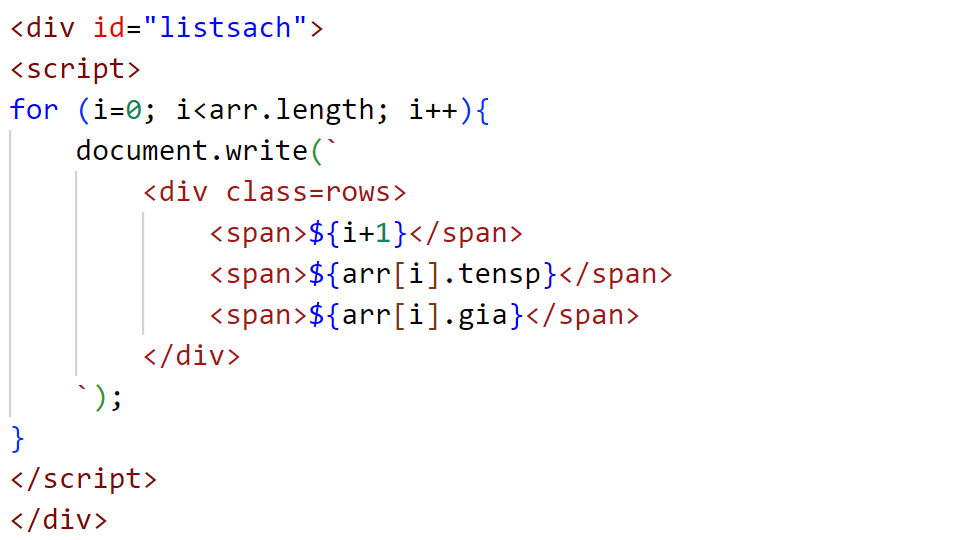 <div id="listsach">
<script>
for (i=0; i<arr.length; i++){
    document.write(`
        <div class=rows>
            <span>${i+1}</span>
            <span>${arr[i].tensp}</span>
            <span>${arr[i].gia}</span>
        </div>
    `);
}
</script>
</div>